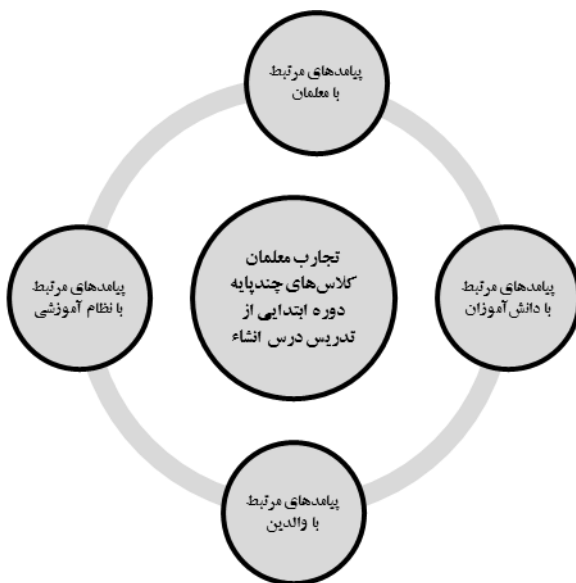 پیامدهای مرتبط
با معلمان
تجارب معلمان
کلاس‌های چندپایه
دوره ابتدایی از
تدریس درس انشاء
پیامدهای مرتبط
با دانش‌آموزان
پیامدهای مرتبط
با نظام آموزشی
پیامدهای مرتبط
با والدین